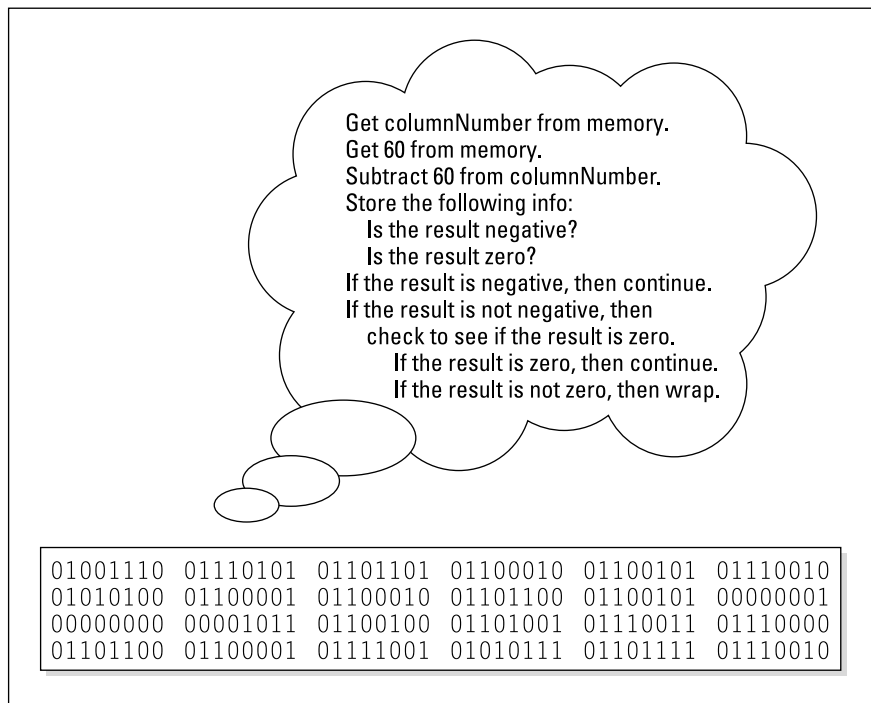 Get columnNumber from memory.
Get 60 from memory.
Subtract 60 from columnNumber.
Store the following info:
Is the result negative?
Is the result zero?
If the result is negative, then continue.
If the result is not negative, then
check to see if the result is zero.
If the result is zero, then continue.
If the result is not zero, then wrap.
01001110 01110101 01101101 01100010 01100101 01110010
01010100 01100001 01100010 01101100 01100101 00000001
00000000 00001011 01100100 01101001 01110011 01110000
01101100 01100001 01111001 01010111 01101111 01110010